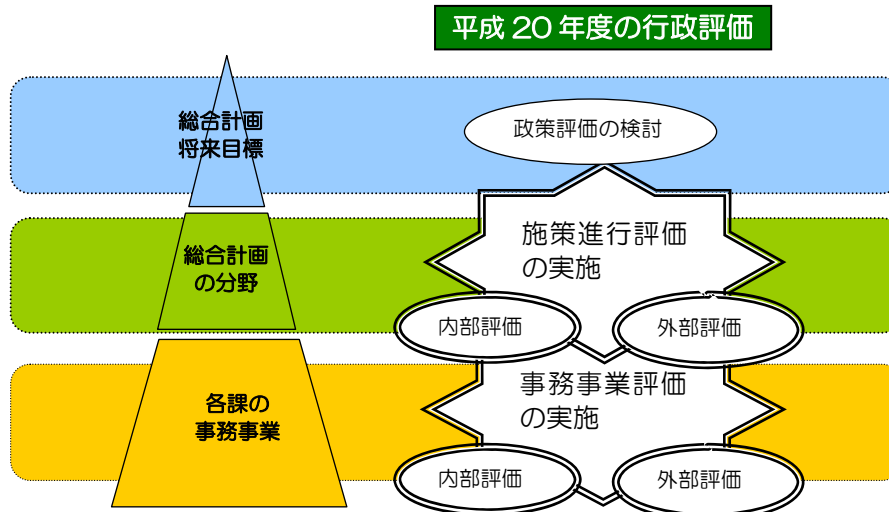 平成 20 年度の行政評価
総合計画
将来目標
政策評価の検討
総合計画
の分野
施策進行評価
の実施
内部評価
外部評価
各課の
事務事業
事務事業評価
の実施
内部評価
外部評価